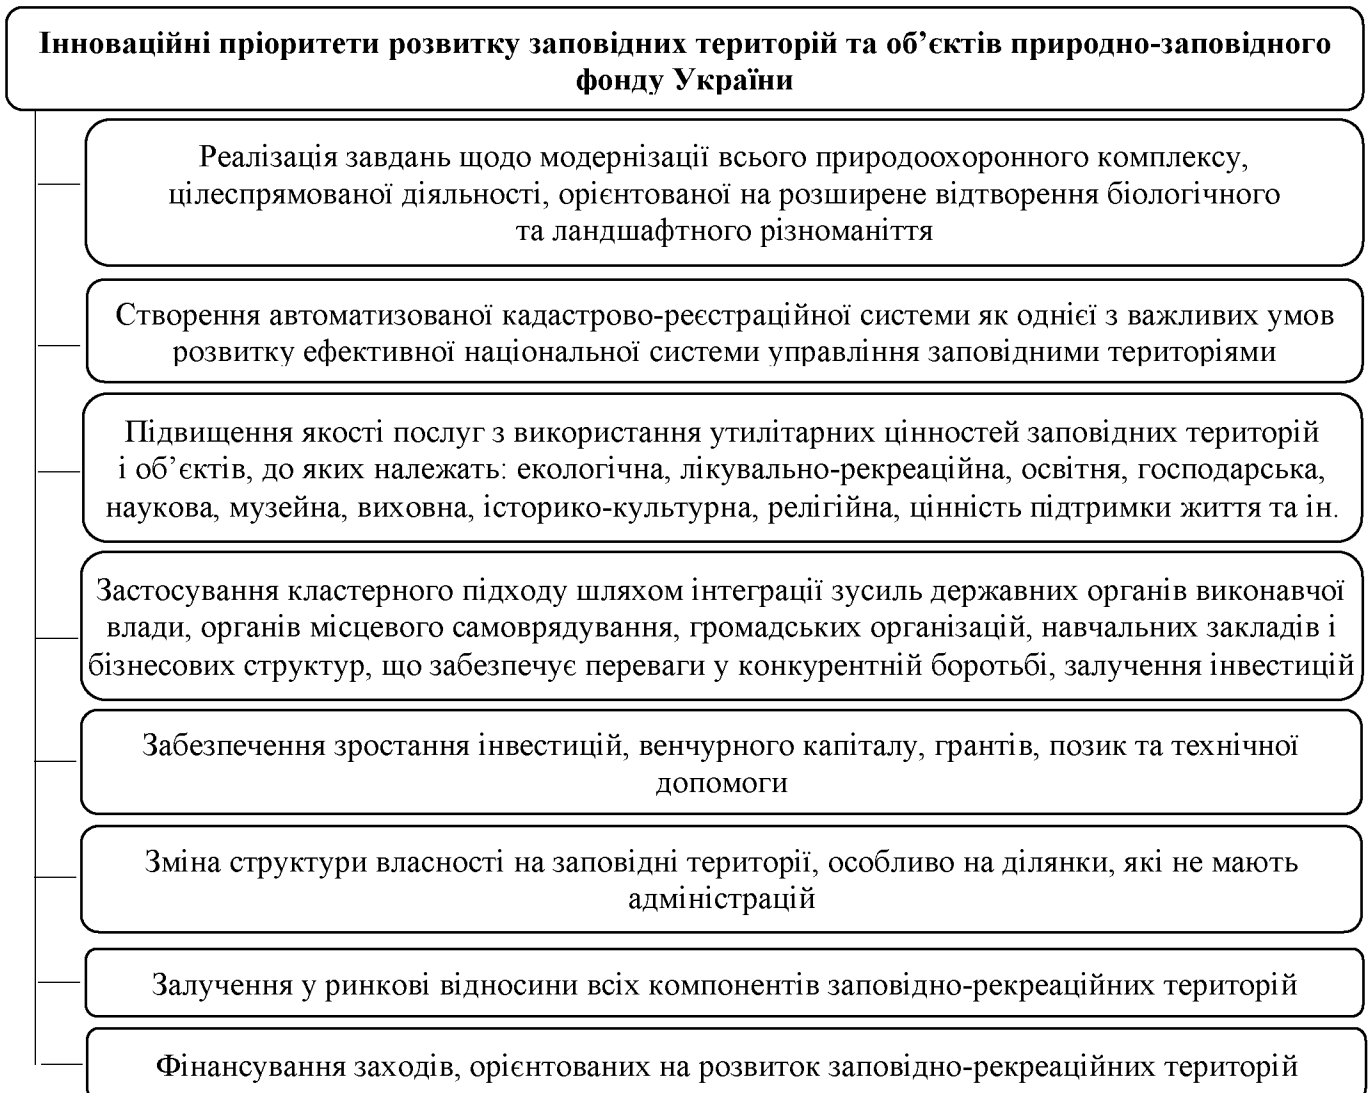 Інноваційні пріоритети розвитку заповідних територій та об’єктів природно-заповідного
фонду України
Реалізація завдань щодо модернізації всього природоохоронного комплексу,
цілеспрямованої діяльності, орієнтованої на розширене відтворення біологічного
та ландшафтного різноманіття
Створення автоматизованої кадастрово-реєстраційної системи як однієї з важливих умов
розвитку ефективної національної системи управління заповідними територіями
Підвищення якості послуг з використання утилітарних цінностей заповідних територій
і об’єктів, до яких належать: екологічна, лікувально-рекреаційна, освітня, господарська,
наукова, музейна, виховна, історико-культурна, релігійна, цінність підтримки життя та ін.
Застосування кластерного підходу шляхом інтеграції зусиль державних органів виконавчої
влади, органів місцевого самоврядування, громадських організацій, навчальних закладів і
бізнесових структур, що забезпечує переваги у конкурентній боротьбі, залучення інвестицій
Забезпечення зростання інвестицій, венчурного капіталу, грантів, позик та технічної
допомоги
Зміна структури власності на заповідні території, особливо на ділянки, які не мають
адміністрацій
Залучення у ринкові відносини всіх компонентів заповідно-рекреаційних територій
Фінансування заходів, орієнтованих на розвиток заповідно-рекреаційних територій